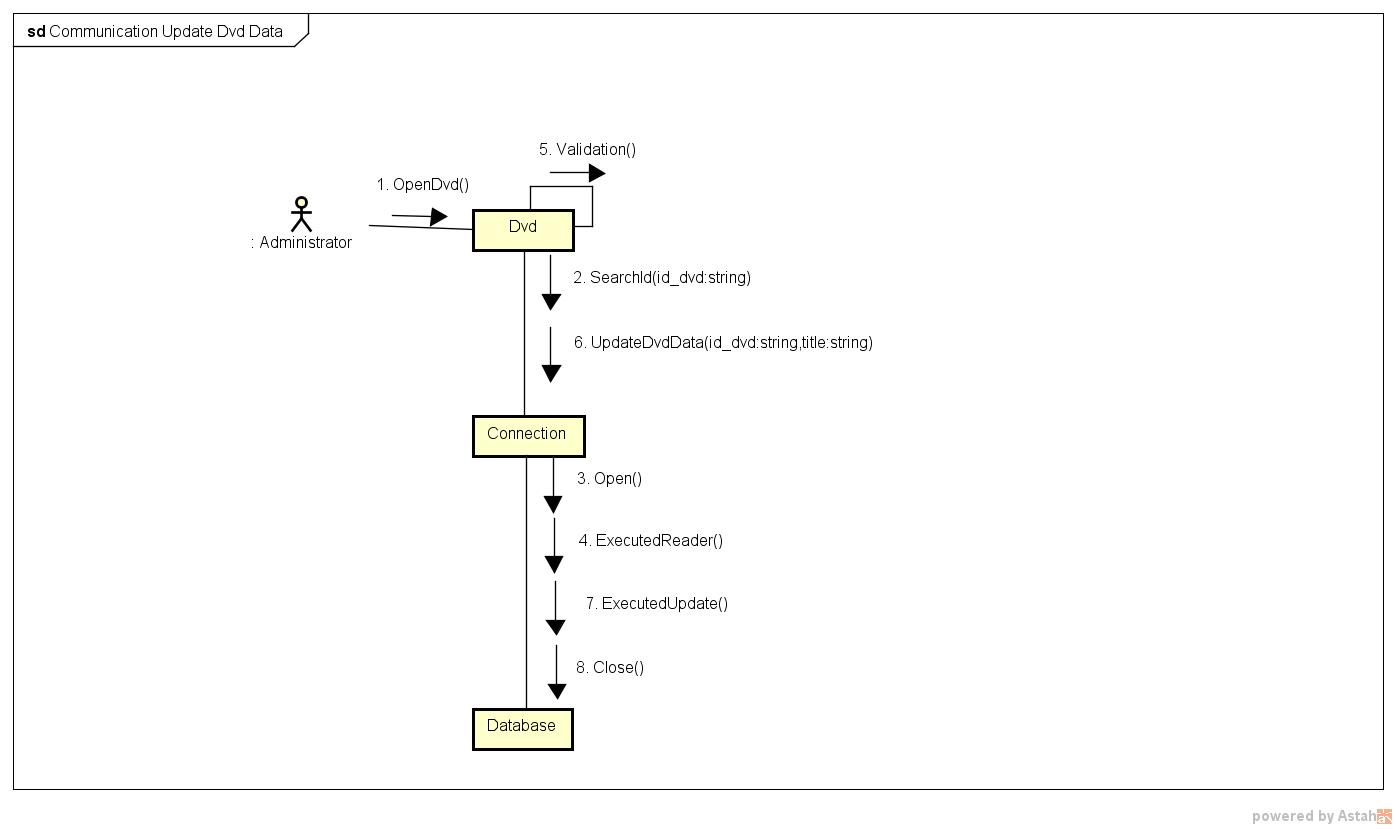 sd Communication Update Dvd Data
5. Validation()
1. OpenDvd()
Dvd
: Administrator
2. SearchId(id_dvd:string)
6. UpdateDvdData(id_dvd:string,title:string)
Connection
3. Open()
4. ExecutedReader()
7. ExecutedUpdate()
8. Close()
Database
powered by Astah